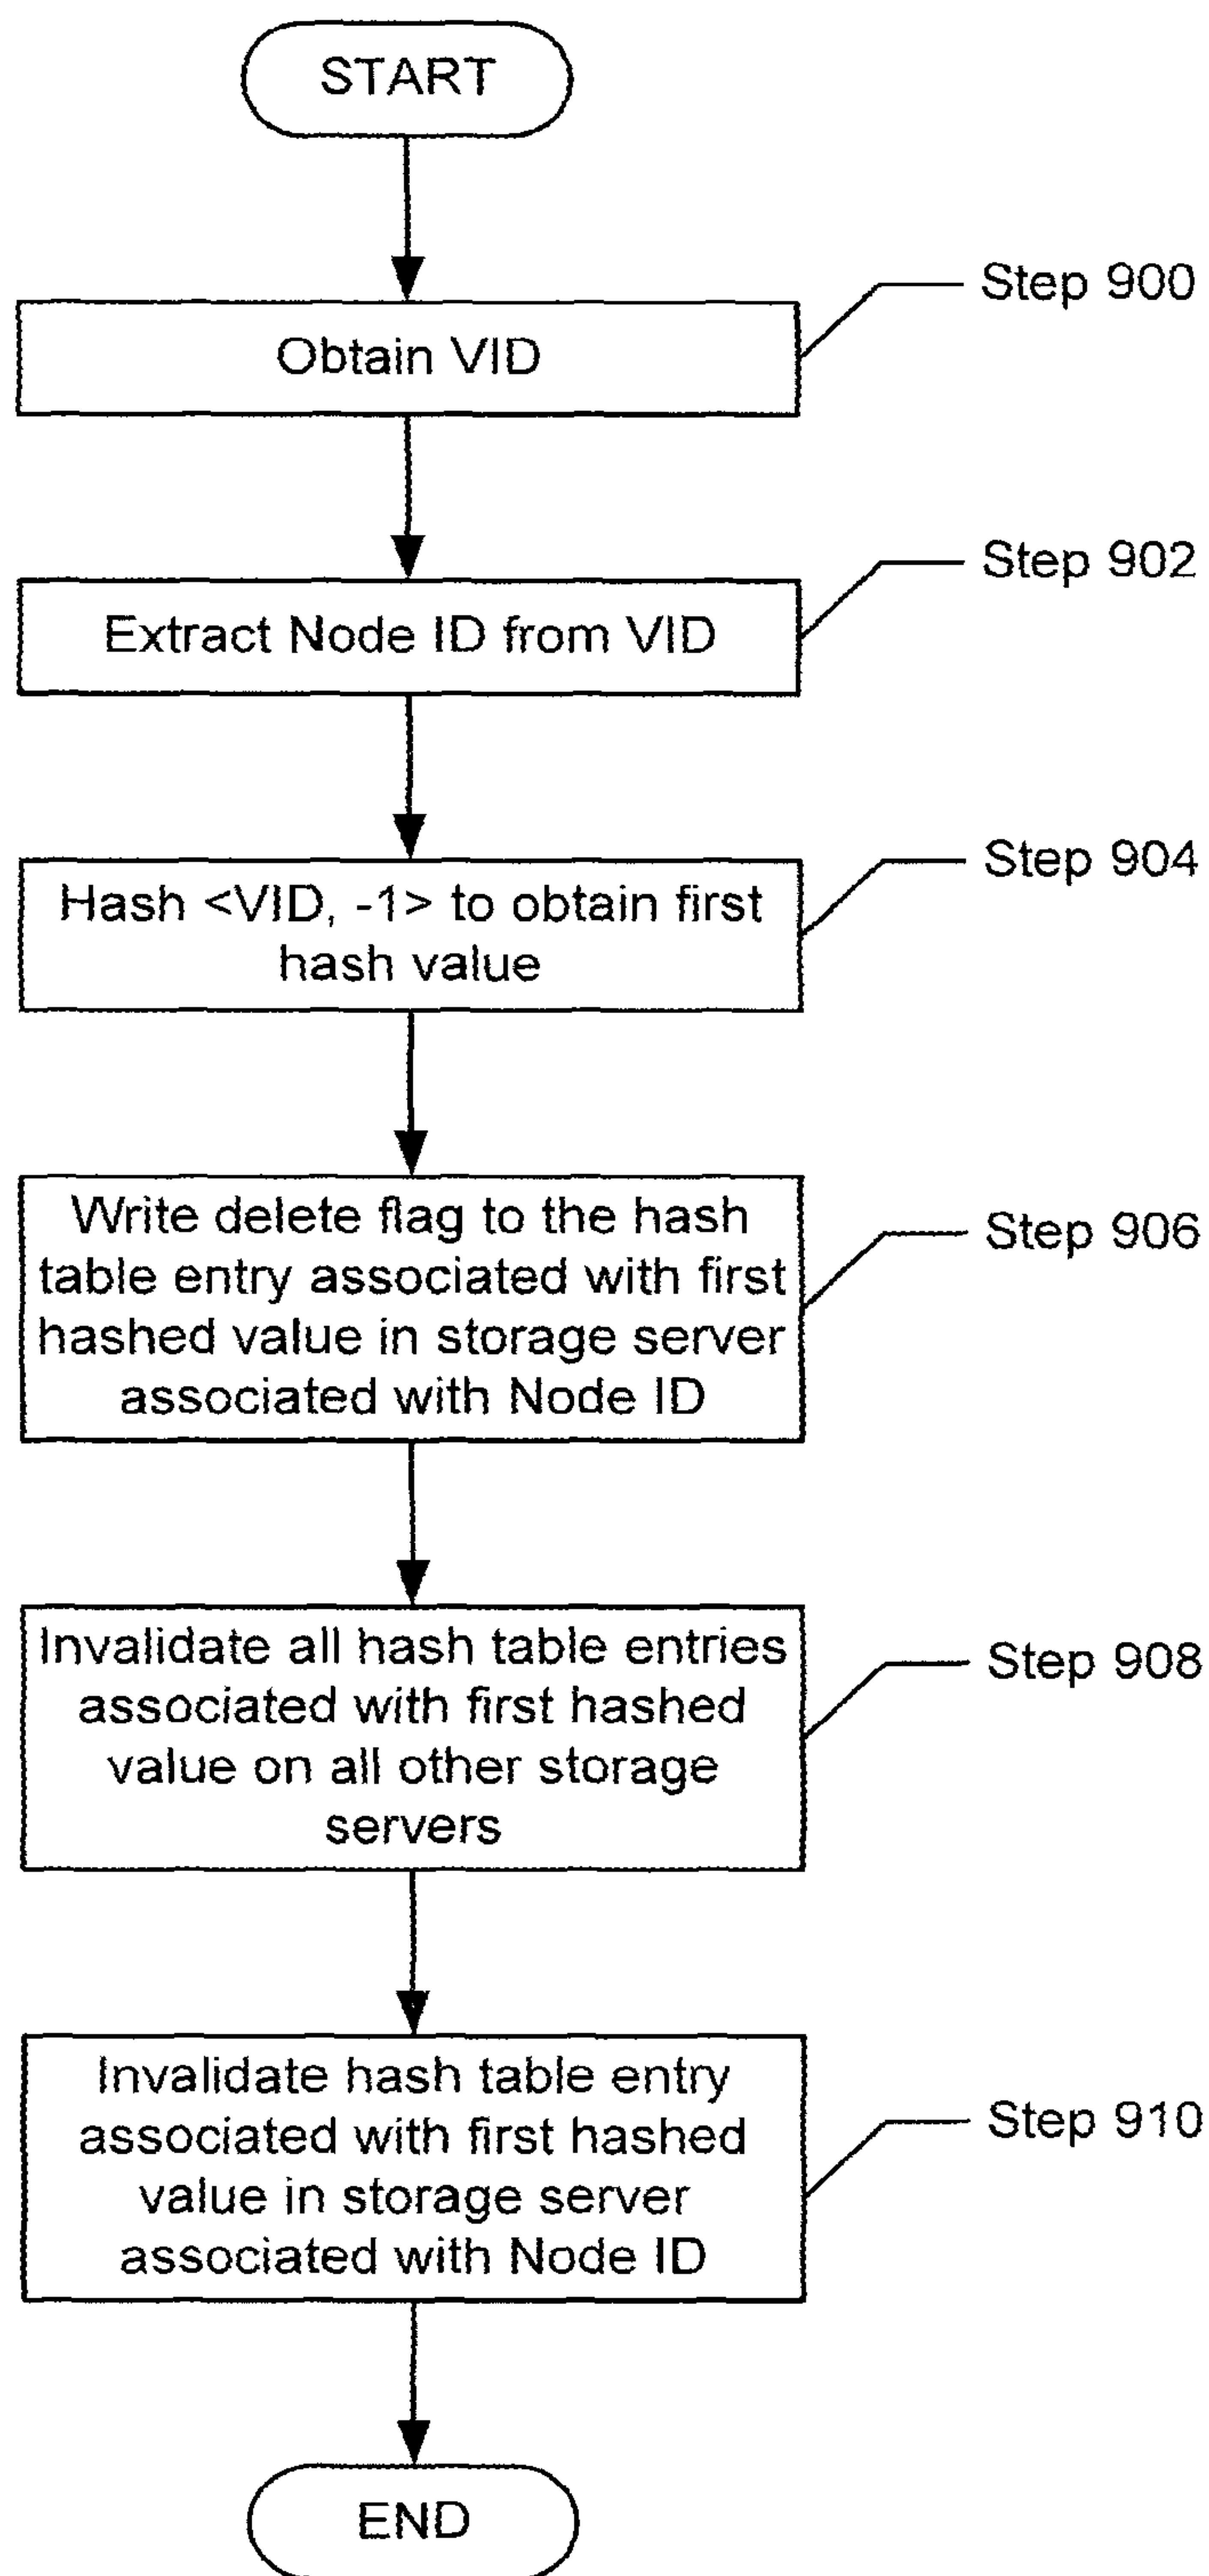 START
Step 900
Obtain VID
Step 902
Extract Node ID from VID
Step 904
Hash <VID, -1> to obtain first
hash value
Step 906
Write delete flag to the hash
table entry associated with first
hashed value in storage server
associated with Node ID
Step 908
Invalidate all hash table entries
associated with first hashed
value on all other storage
servers
Step 910
Invalidate hash table entry
associated with first hashed
value in storage server
associated with Node ID
END